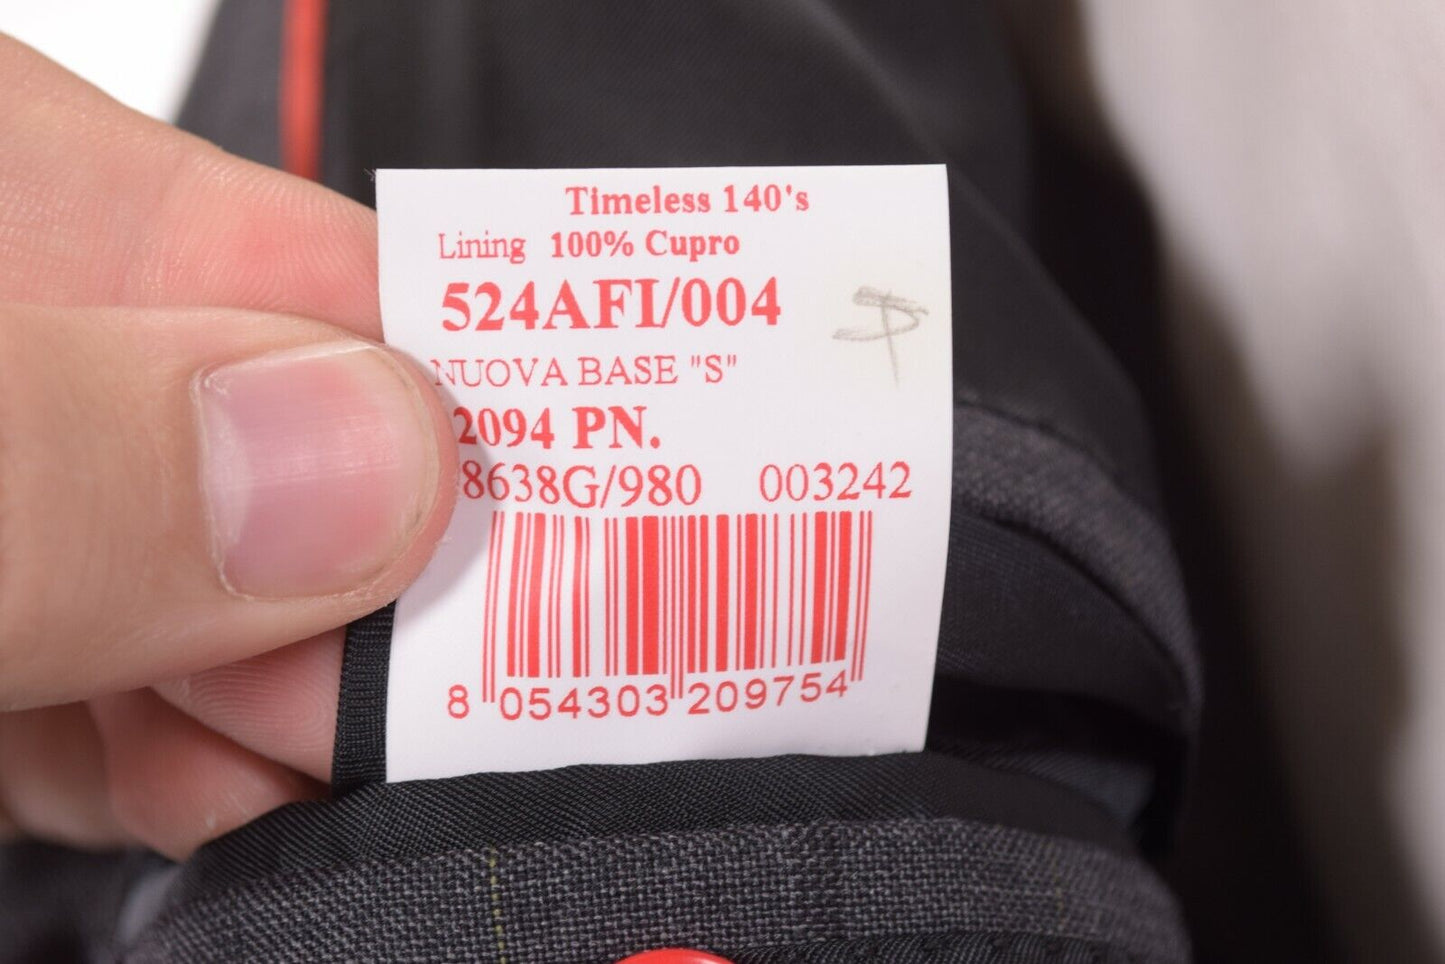 Timeless 140's
Lining 100% Cupro
524AFI/004
NUOVA BASE "S"
2094 PN.
8638G/980 003242
8 054303 209754